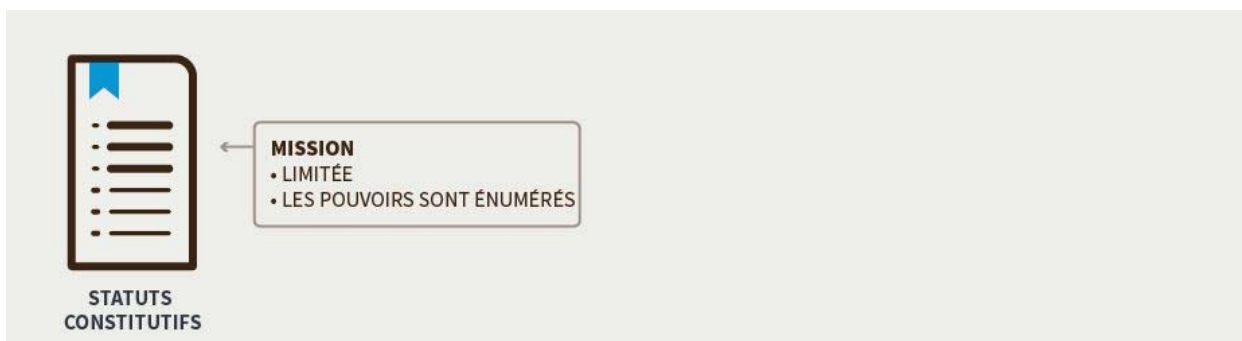 MISSION
• LIMITÉE
• LES POUVOIRS SONT ÉNUMÉRÉS
STATUTS
CONSTITUTIFS